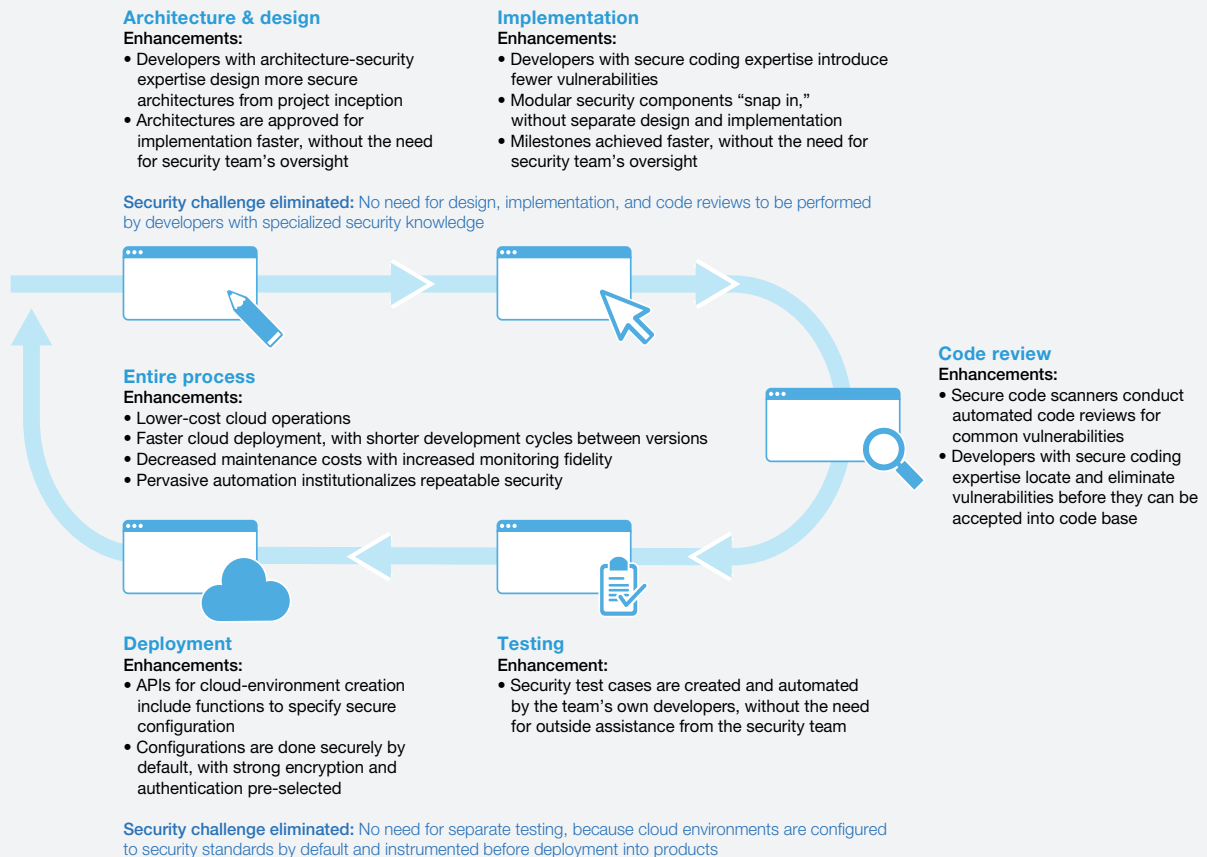 Architecture & design
Enhancements:
• Developers with architecture-security
expertise design more secure
architectures from project inception
• Architectures are approved for
implementation faster, without the need
for security team’s oversight
Implementation
Enhancements:
• Developers with secure coding expertise introduce
fewer vulnerabilities
• Modular security components “snap in,”
without separate design and implementation
• Milestones achieved faster, without the need for
security team’s oversight
Security challenge eliminated: No need for design, implementation, and code reviews to be performed
by developers with specialized security knowledge
Code review
Enhancements:
• Secure code scanners conduct
automated code reviews for
common vulnerabilities
• Developers with secure coding
expertise locate and eliminate
vulnerabilities before they can be
accepted into code base
Entire process
Enhancements:
• Lower-cost cloud operations
• Faster cloud deployment, with shorter development cycles between versions
• Decreased maintenance costs with increased monitoring fidelity
• Pervasive automation institutionalizes repeatable security
Deployment
Enhancements:
• APIs for cloud-environment creation
include functions to specify secure
configuration
• Configurations are done securely by
default, with strong encryption and
authentication pre-selected
Testing
Enhancement:
• Security test cases are created and automated
by the team’s own developers, without the need
for outside assistance from the security team
Security challenge eliminated: No need for separate testing, because cloud environments are configured
to security standards by default and instrumented before deployment into products